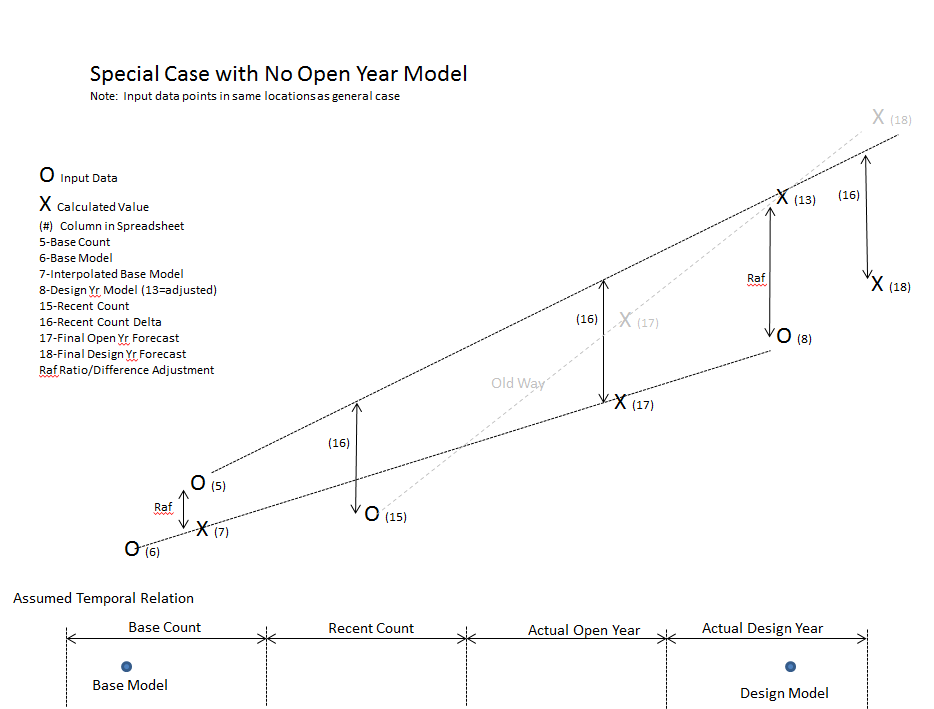 Special Case with No Open Year Model
Note: Input data points in same locations as general case
X (18)
O Input Data
X Calculated Value
(#) Column in Spreadsheet
5-Base Count
6-Base Model
7-Interpolated Base Model
8-Design Yr Model (13=adjusted)
15-Recent Count
16-Recent Count Delta
17-Final Open Yr Forecast
18-Final Design Yr Forecast
Raf Ratio/Difference Adjustment
X (13)
(16)
Raf
X (18)
(16)
X (17)
O (8)
Old Way
X (17)
(16)
O (5)
Raf
O (15)
X (7)
O (6)
Assumed Temporal Relation
Base Count
Recent Count
Actual Open Year
Actual Design Year
Base Model
Design Model